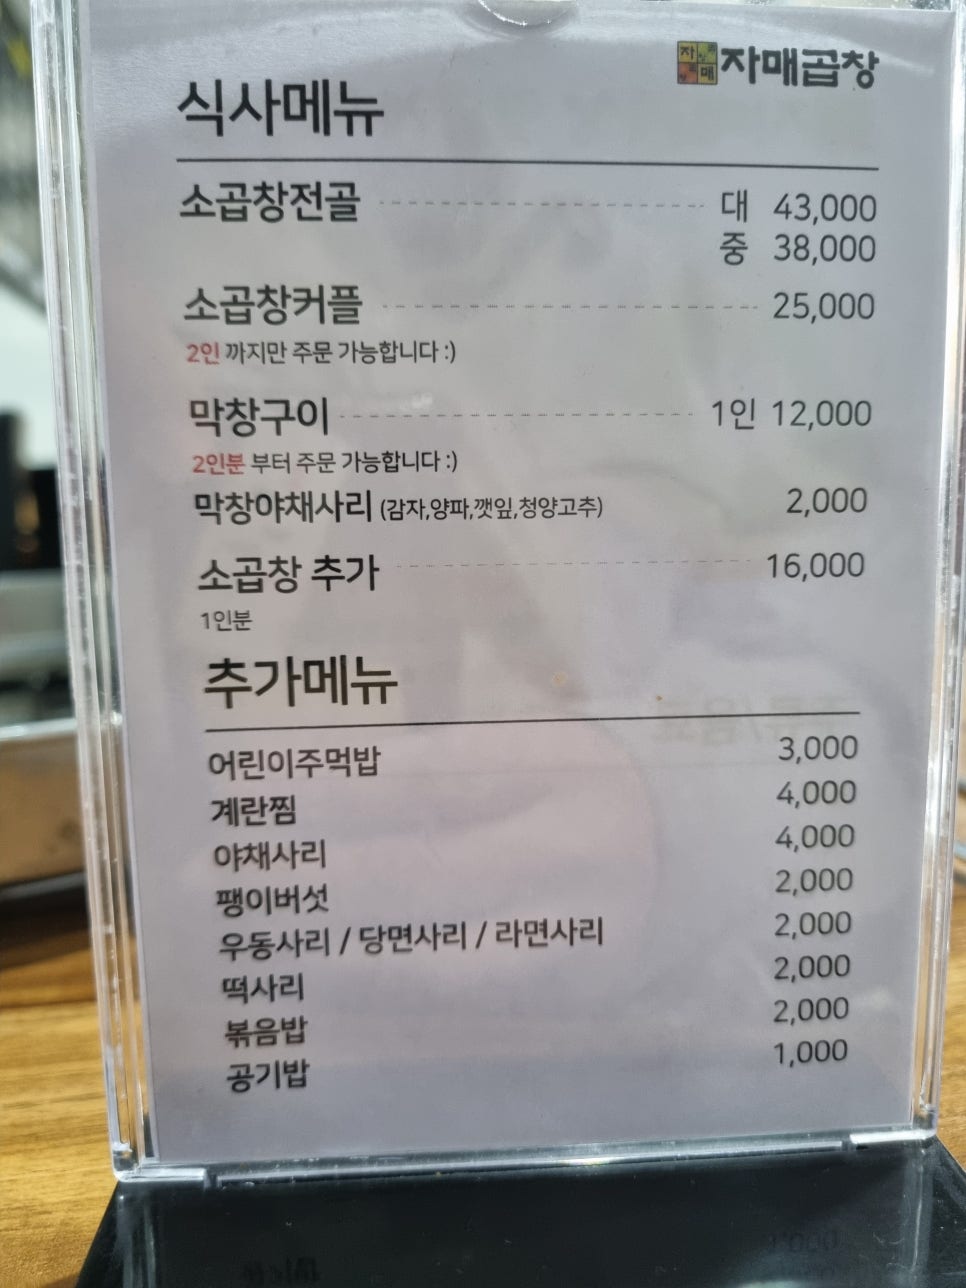 자매곱창
식사메뉴
소곱창전골 대 43,000
중 38,000
소곱창커플 25,000
2인 까지만 주문 가능합니다 :)
막창구이 1인 12,000
2인분 부터 주문 가능합니다 :)
막창야채사리 (감자,양파,깻잎,청양고추) 2,000
소곱창 추가 16,000
1인분
추가메뉴
어린이주먹밥 3,000
계란찜 4,000
야채사리 4,000
팽이버섯 2,000
우동사리 / 당면사리 / 라면사리 2,000
떡사리 2,000
볶음밥 2,000
공기밥 1,000